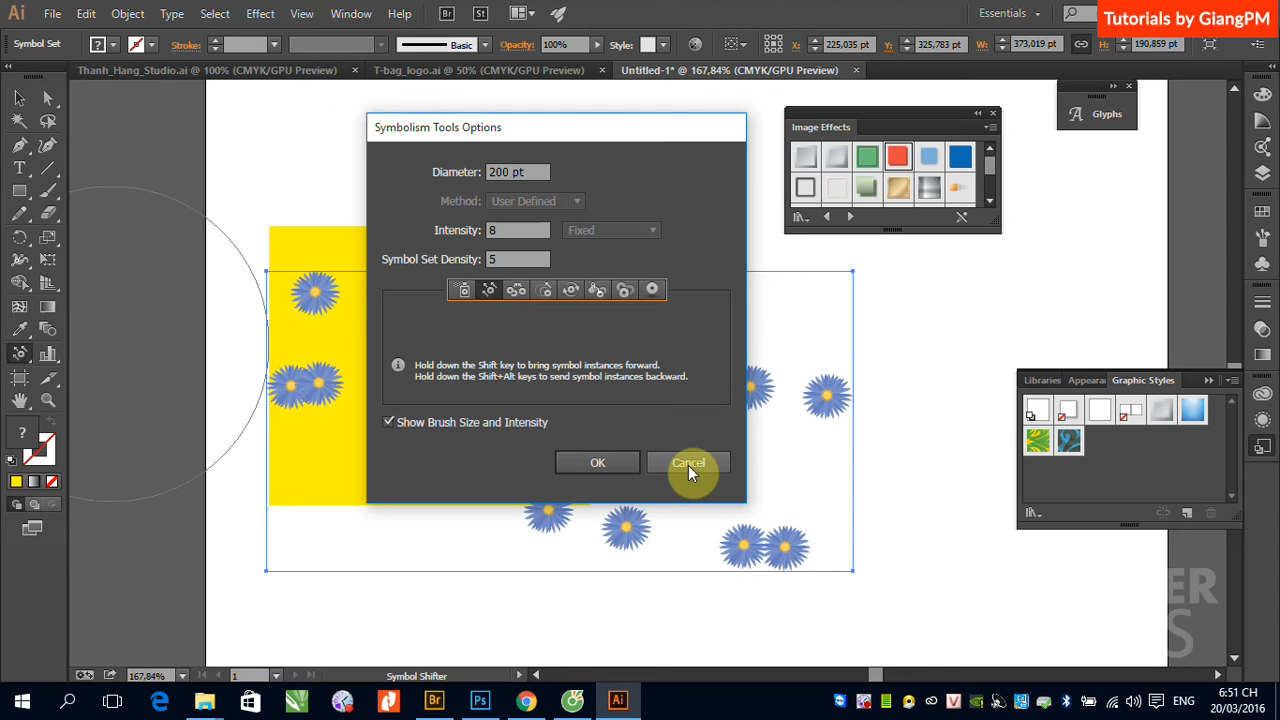 Ai File Edit Object Type Select Effect View Window Help Br St Essentials
Tutorials by GiangPM
Symbol Set ? Stroke: Basic Opacity: 100% Style: X: 225,035 pt Y: 325,783 pt W: 373,019 pt H: 190,859 pt
Thanh_Hang_Studio.ai @ 100% (CMYK/GPU Preview) T-bag_logo.ai @ 50% (CMYK/GPU Preview) Untitled-1* @ 167,84% (CMYK/GPU Preview)
Symbolism Tools Options
Diameter: 200 pt
Method: User Defined
Intensity: 8 Fixed
Symbol Set Density: 5
Hold down the Shift key to bring symbol instances forward.
Hold down the Shift+Alt keys to send symbol instances backward.
Show Brush Size and Intensity
OK Cancel
Image Effects
A Glyphs
Libraries Appearar Graphic Styles
T
?
167,84% 1 Symbol Shifter
Br Ps Ai V ENG 6:51 CH
20/03/2016